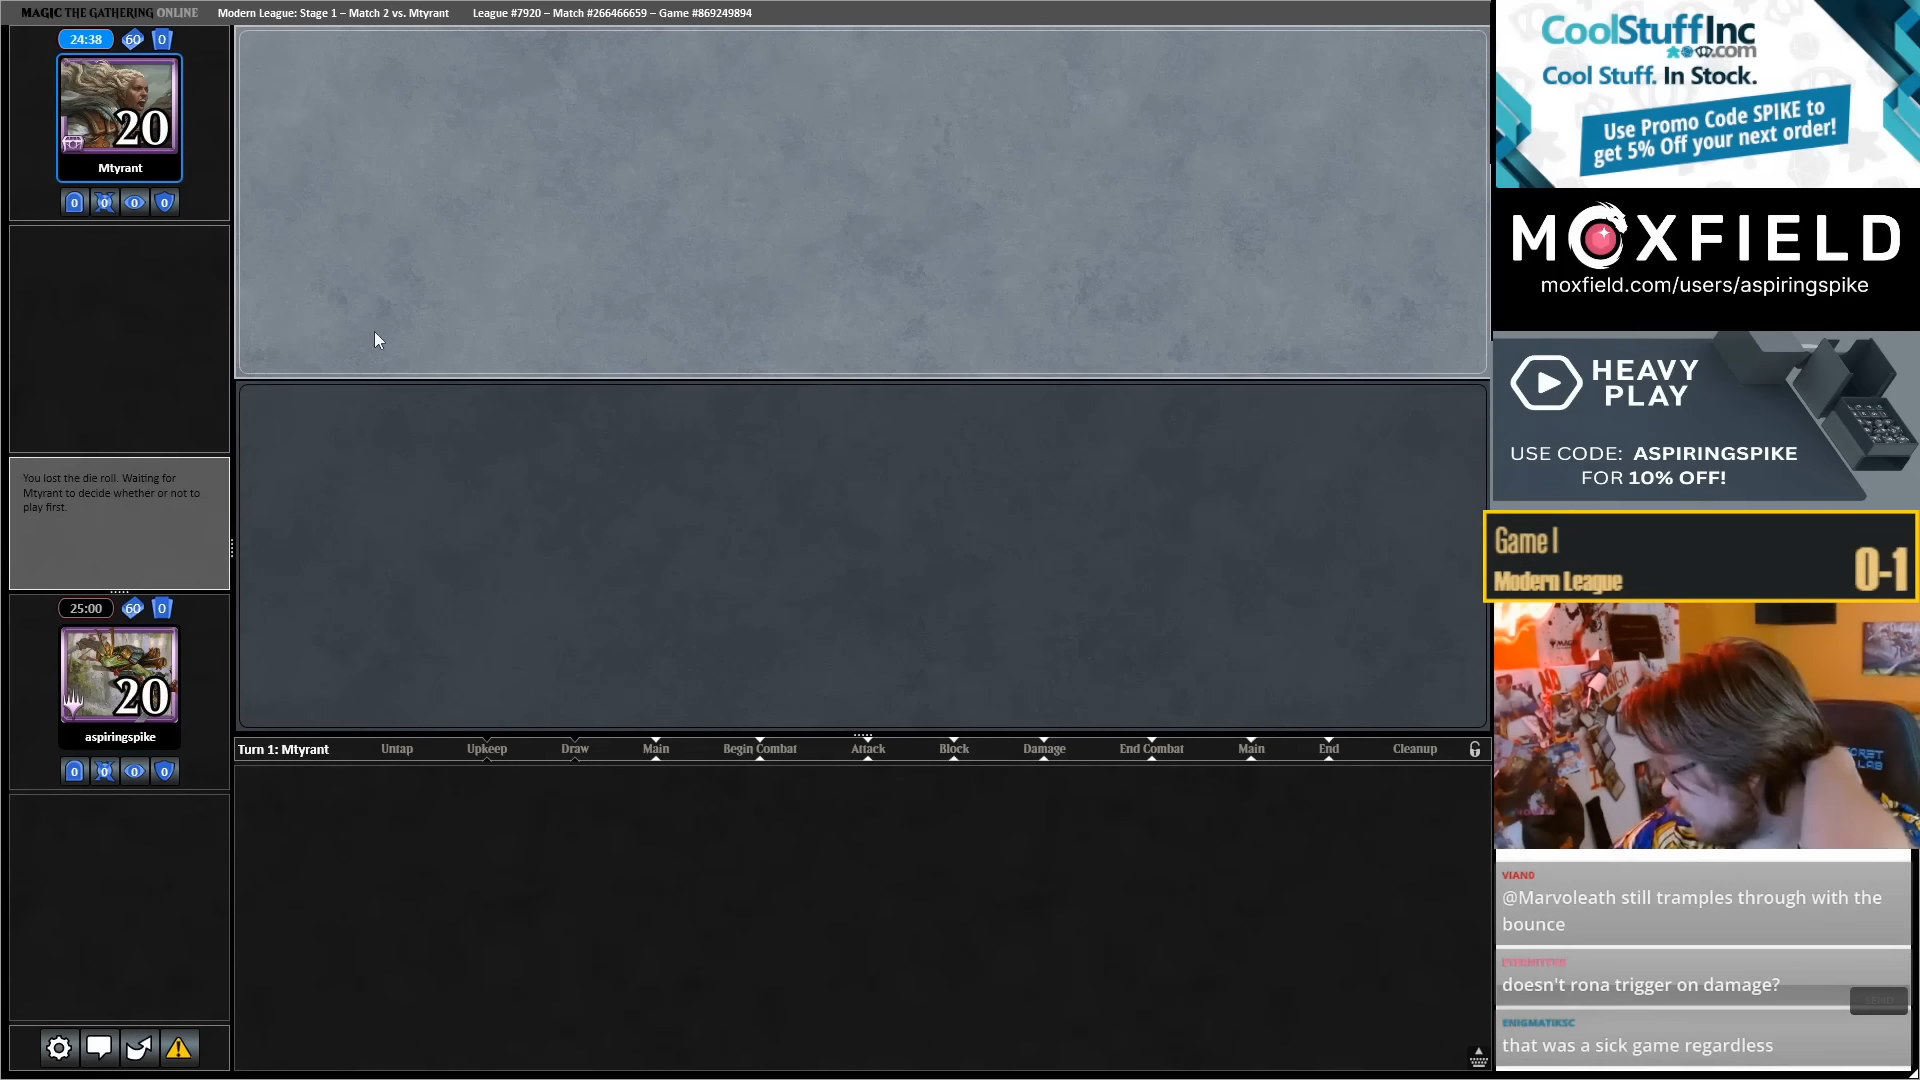 MAGIC THE GATHERING ONLINE
Modern League: Stage 1 – Match 2 vs. Mtyrant
League #7920 – Match #266466659 – Game #869249894
24:38
60
0
20
Mtyrant
0
0
0
0
You lost the die roll. Waiting for
Mtyrant to decide whether or not to
play first.
25:00
60
0
20
aspiringspike
0
0
0
0
Turn 1: Mtyrant
Untap
Upkeep
Draw
Main
Begin Combat
Attack
Block
Damage
End Combat
Main
End
Cleanup
CoolStuffInc
.com
Cool Stuff. In Stock.
Use Promo Code SPIKE to
get 5% Off your next order!
MOXFIELD
moxfield.com/users/aspiringspike
HEAVY
PLAY
USE CODE: ASPIRINGSPIKE
FOR 10% OFF!
Game 1
Modern League
0-1
VIAN0
@Marvoleath still tramples through with the
bounce
doesn't rona trigger on damage?
SEND
ENIGMATIKSC
that was a sick game regardless